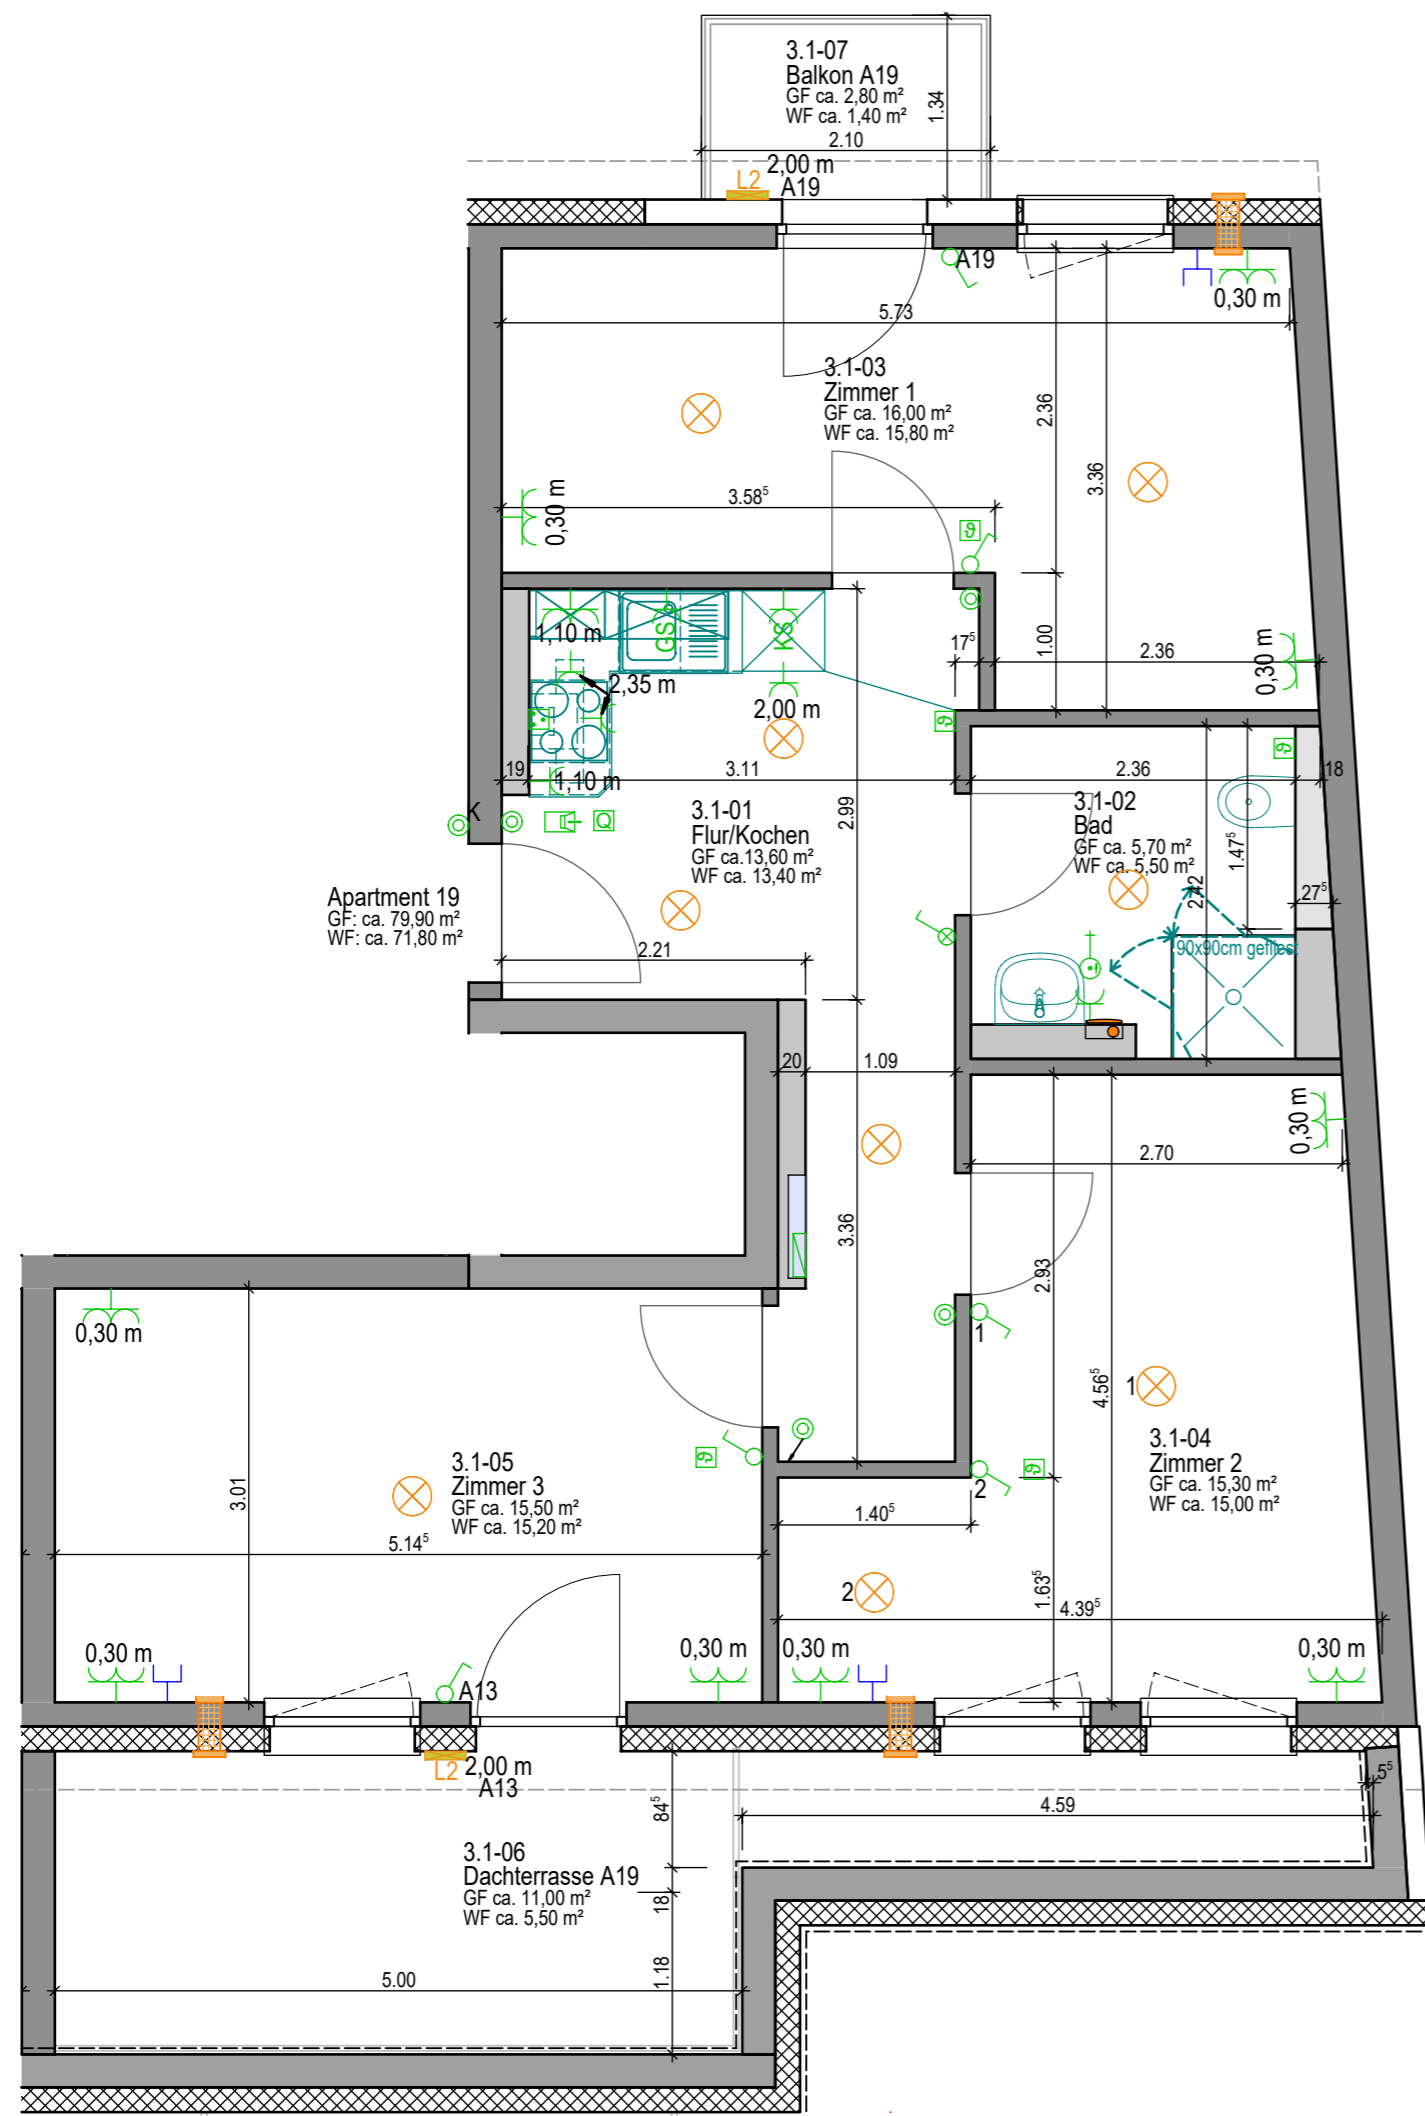 3.1-07
Balkon A19
GF ca. 2,80 m²
WF ca. 1,40 m²
1.34
2.10
L2
2,00 m
A19
A19
0,30 m
5.73
3.1-03
Zimmer 1
GF ca. 16,00 m²
WF ca. 15,80 m²
2.36
3.36
3.58⁵
0,30 m
ϑ
1,10 m
GS
KS
17⁵
1.00
2.36
0,30 m
2,35 m
2,00 m
ϑ
ϑ
19
3.11
2.36
18
1,10 m
K
Q
3.1-01
Flur/Kochen
GF ca.13,60 m²
WF ca. 13,40 m²
2.99
3.1-02
Bad
GF ca. 5,70 m²
WF ca. 5,50 m²
1.47⁵
2.42
27⁵
Apartment 19
GF: ca. 79,90 m²
WF: ca. 71,80 m²
2.21
90x90cm gefliest
20
1.09
0,30 m
2.70
3.36
2.93
4.56⁵
0,30 m
1
1
3.1-04
Zimmer 2
GF ca. 15,30 m²
WF ca. 15,00 m²
3.1-05
Zimmer 3
GF ca. 15,50 m²
WF ca. 15,20 m²
ϑ
ϑ
2
3.01
5.14⁵
1.40⁵
2
1.63⁵
4.39⁵
0,30 m
0,30 m
0,30 m
0,30 m
A13
L2
2,00 m
A13
84⁵
4.59
5⁵
3.1-06
Dachterrasse A19
GF ca. 11,00 m²
WF ca. 5,50 m²
18
1.18
5.00